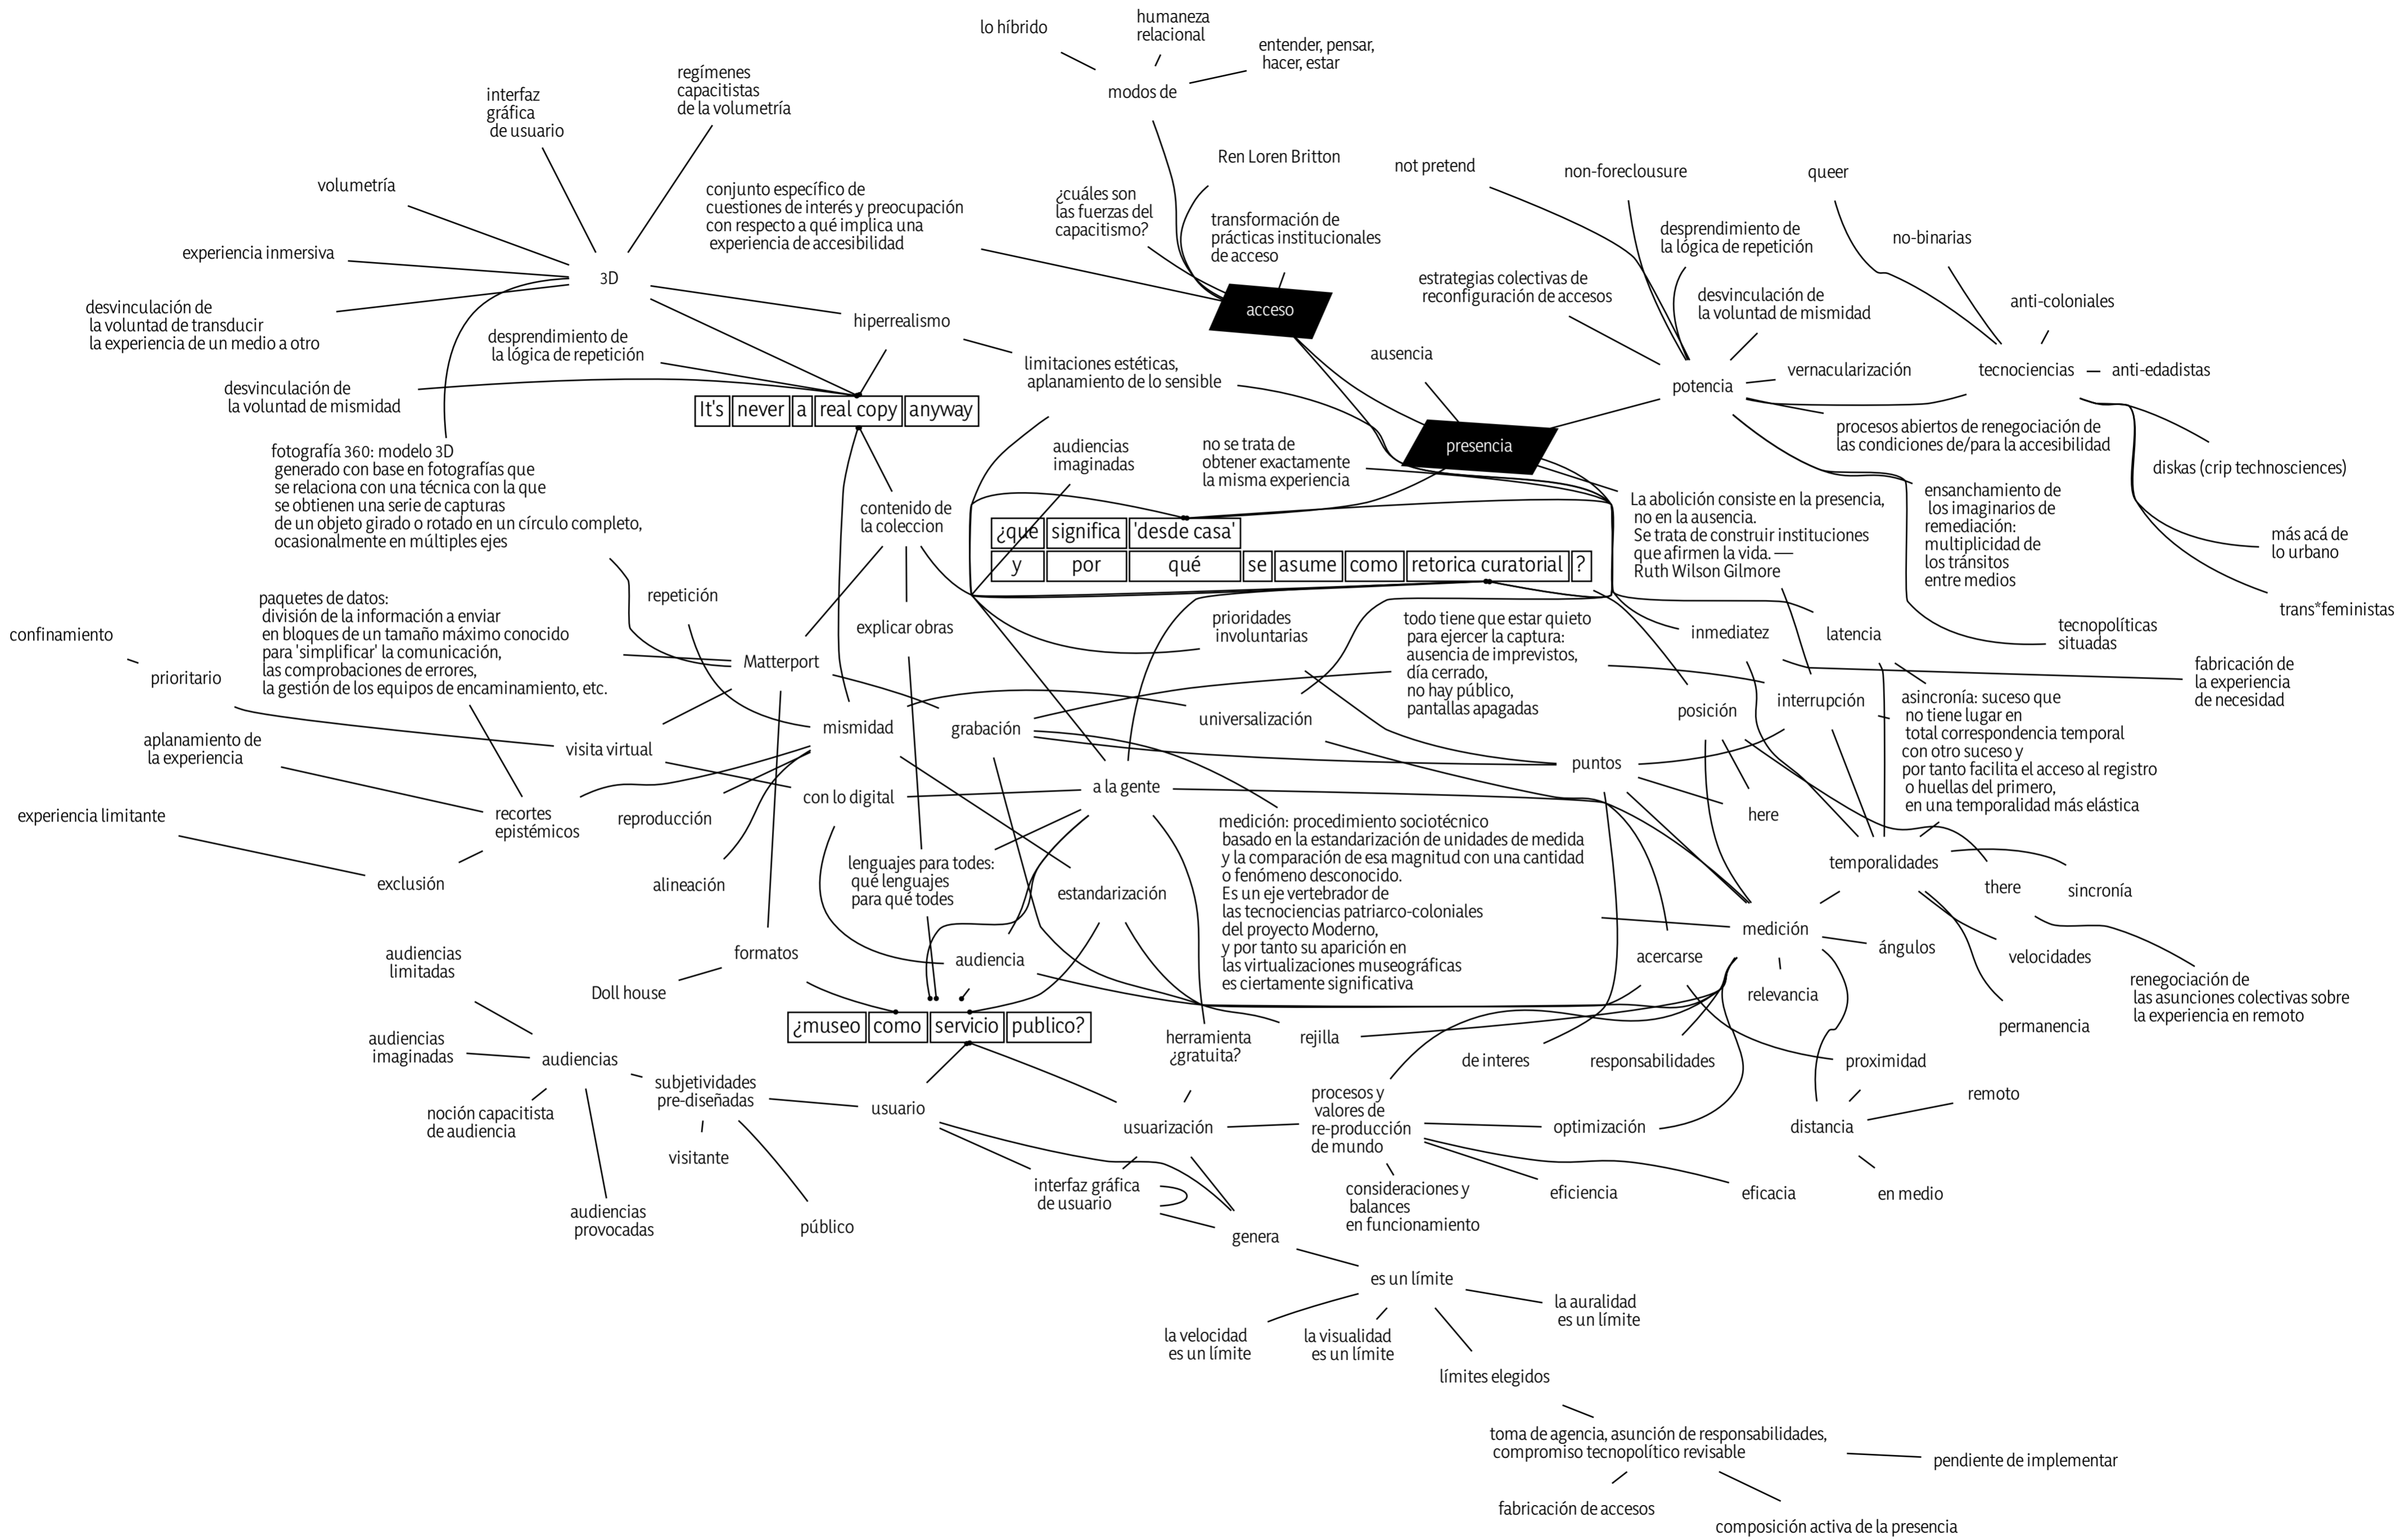 lo híbrido
humaneza
relacional
entender, pensar,
hacer, estar
modos de
regímenes
capacitistas
de la volumetría
interfaz
gráfica
de usuario
volumetría
experiencia inmersiva
3D
desvinculación de
la voluntad de transducir
la experiencia de un medio a otro
conjunto específico de
cuestiones de interés y preocupación
con respecto a qué implica una
experiencia de accesibilidad
Ren Loren Britton
¿cuáles son
las fuerzas del
capacitismo?
transformación de
prácticas institucionales
de acceso
acceso
not pretend
non-foreclousure
queer
desprendimiento de
la lógica de repetición
no-binarias
estrategias colectivas de
reconfiguración de accesos
desvinculación de
la voluntad de mismidad
anti-coloniales
hiperrealismo
desprendimiento de
la lógica de repetición
desvinculación de
la voluntad de mismidad
limitaciones estéticas,
aplanamiento de lo sensible
ausencia
potencia
vernacularización
tecnociencias
anti-edadistas
It's never a real copy anyway
presencia
procesos abiertos de renegociación de
las condiciones de/para la accesibilidad
diskas (crip technosciences)
fotografía 360: modelo 3D
generado con base en fotografías que
se relaciona con una técnica con la que
se obtienen una serie de capturas
de un objeto girado o rotado en un círculo completo,
ocasionalmente en múltiples ejes
audiencias
imaginadas
no se trata de
obtener exactamente
la misma experiencia
contenido de
la coleccion
¿que significa 'desde casa'
y por qué se asume como retorica curatorial ?
La abolición consiste en la presencia,
no en la ausencia.
Se trata de construir instituciones
que afirmen la vida. —
Ruth Wilson Gilmore
ensanchamiento de
los imaginarios de
remediación:
multiplicidad de
los tránsitos
entre medios
más acá de
lo urbano
trans*feministas
tecnopolíticas
situadas
paquetes de datos:
división de la información a enviar
en bloques de un tamaño máximo conocido
para 'simplificar' la comunicación,
las comprobaciones de errores,
la gestión de los equipos de encaminamiento, etc.
repetición
explicar obras
prioridades
involuntarias
todo tiene que estar quieto
para ejercer la captura:
ausencia de imprevistos,
día cerrado,
no hay público,
pantallas apagadas
inmediatez
latencia
fabricación de
la experiencia
de necesidad
confinamiento
prioritario
Matterport
mismidad
grabación
universalización
posición
interrupción
asincronía: suceso que
no tiene lugar en
total correspondencia temporal
con otro suceso y
por tanto facilita el acceso al registro
o huellas del primero,
en una temporalidad más elástica
aplanamiento de
la experiencia
visita virtual
puntos
con lo digital
a la gente
here
experiencia limitante
recortes
epistémicos
reproducción
medición: procedimiento sociotécnico
basado en la estandarización de unidades de medida
y la comparación de esa magnitud con una cantidad
o fenómeno desconocido.
Es un eje vertebrador de
las tecnociencias patriarco-coloniales
del proyecto Moderno,
y por tanto su aparición en
las virtualizaciones museográficas
es ciertamente significativa
exclusión
alineación
lenguajes para todes:
qué lenguajes
para qué todes
estandarización
temporalidades
there
sincronía
medición
ángulos
velocidades
acercarse
relevancia
renegociación de
las asunciones colectivas sobre
la experiencia en remoto
permanencia
audiencias
limitadas
formatos
Doll house
audiencia
¿museo como servicio publico?
audiencias
imaginadas
audiencias
herramienta
¿gratuita?
rejilla
de interes
responsabilidades
proximidad
noción capacitista
de audiencia
subjetividades
pre-diseñadas
usuario
usuarización
procesos y
valores de
re-producción
de mundo
optimización
distancia
remoto
visitante
audiencias
provocadas
público
interfaz gráfica
de usuario
consideraciones y
balances
en funcionamiento
eficiencia
eficacia
en medio
genera
es un límite
la auralidad
es un límite
la velocidad
es un límite
la visualidad
es un límite
límites elegidos
toma de agencia, asunción de responsabilidades,
compromiso tecnopolítico revisable
pendiente de implementar
fabricación de accesos
composición activa de la presencia